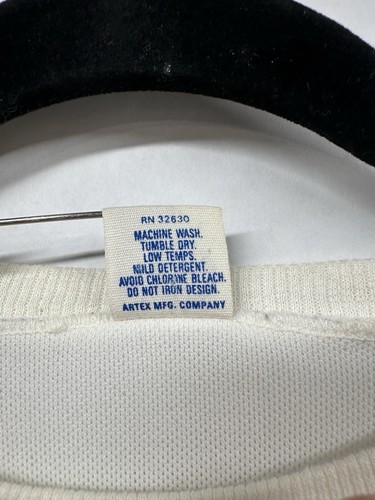 RN 32630
MACHINE WASH.
TUMBLE DRY.
LOW TEMPS.
MILD DETERGENT.
AVOID CHLORINE BLEACH.
DO NOT IRON DESIGN.
ARTEX MFG. COMPANY